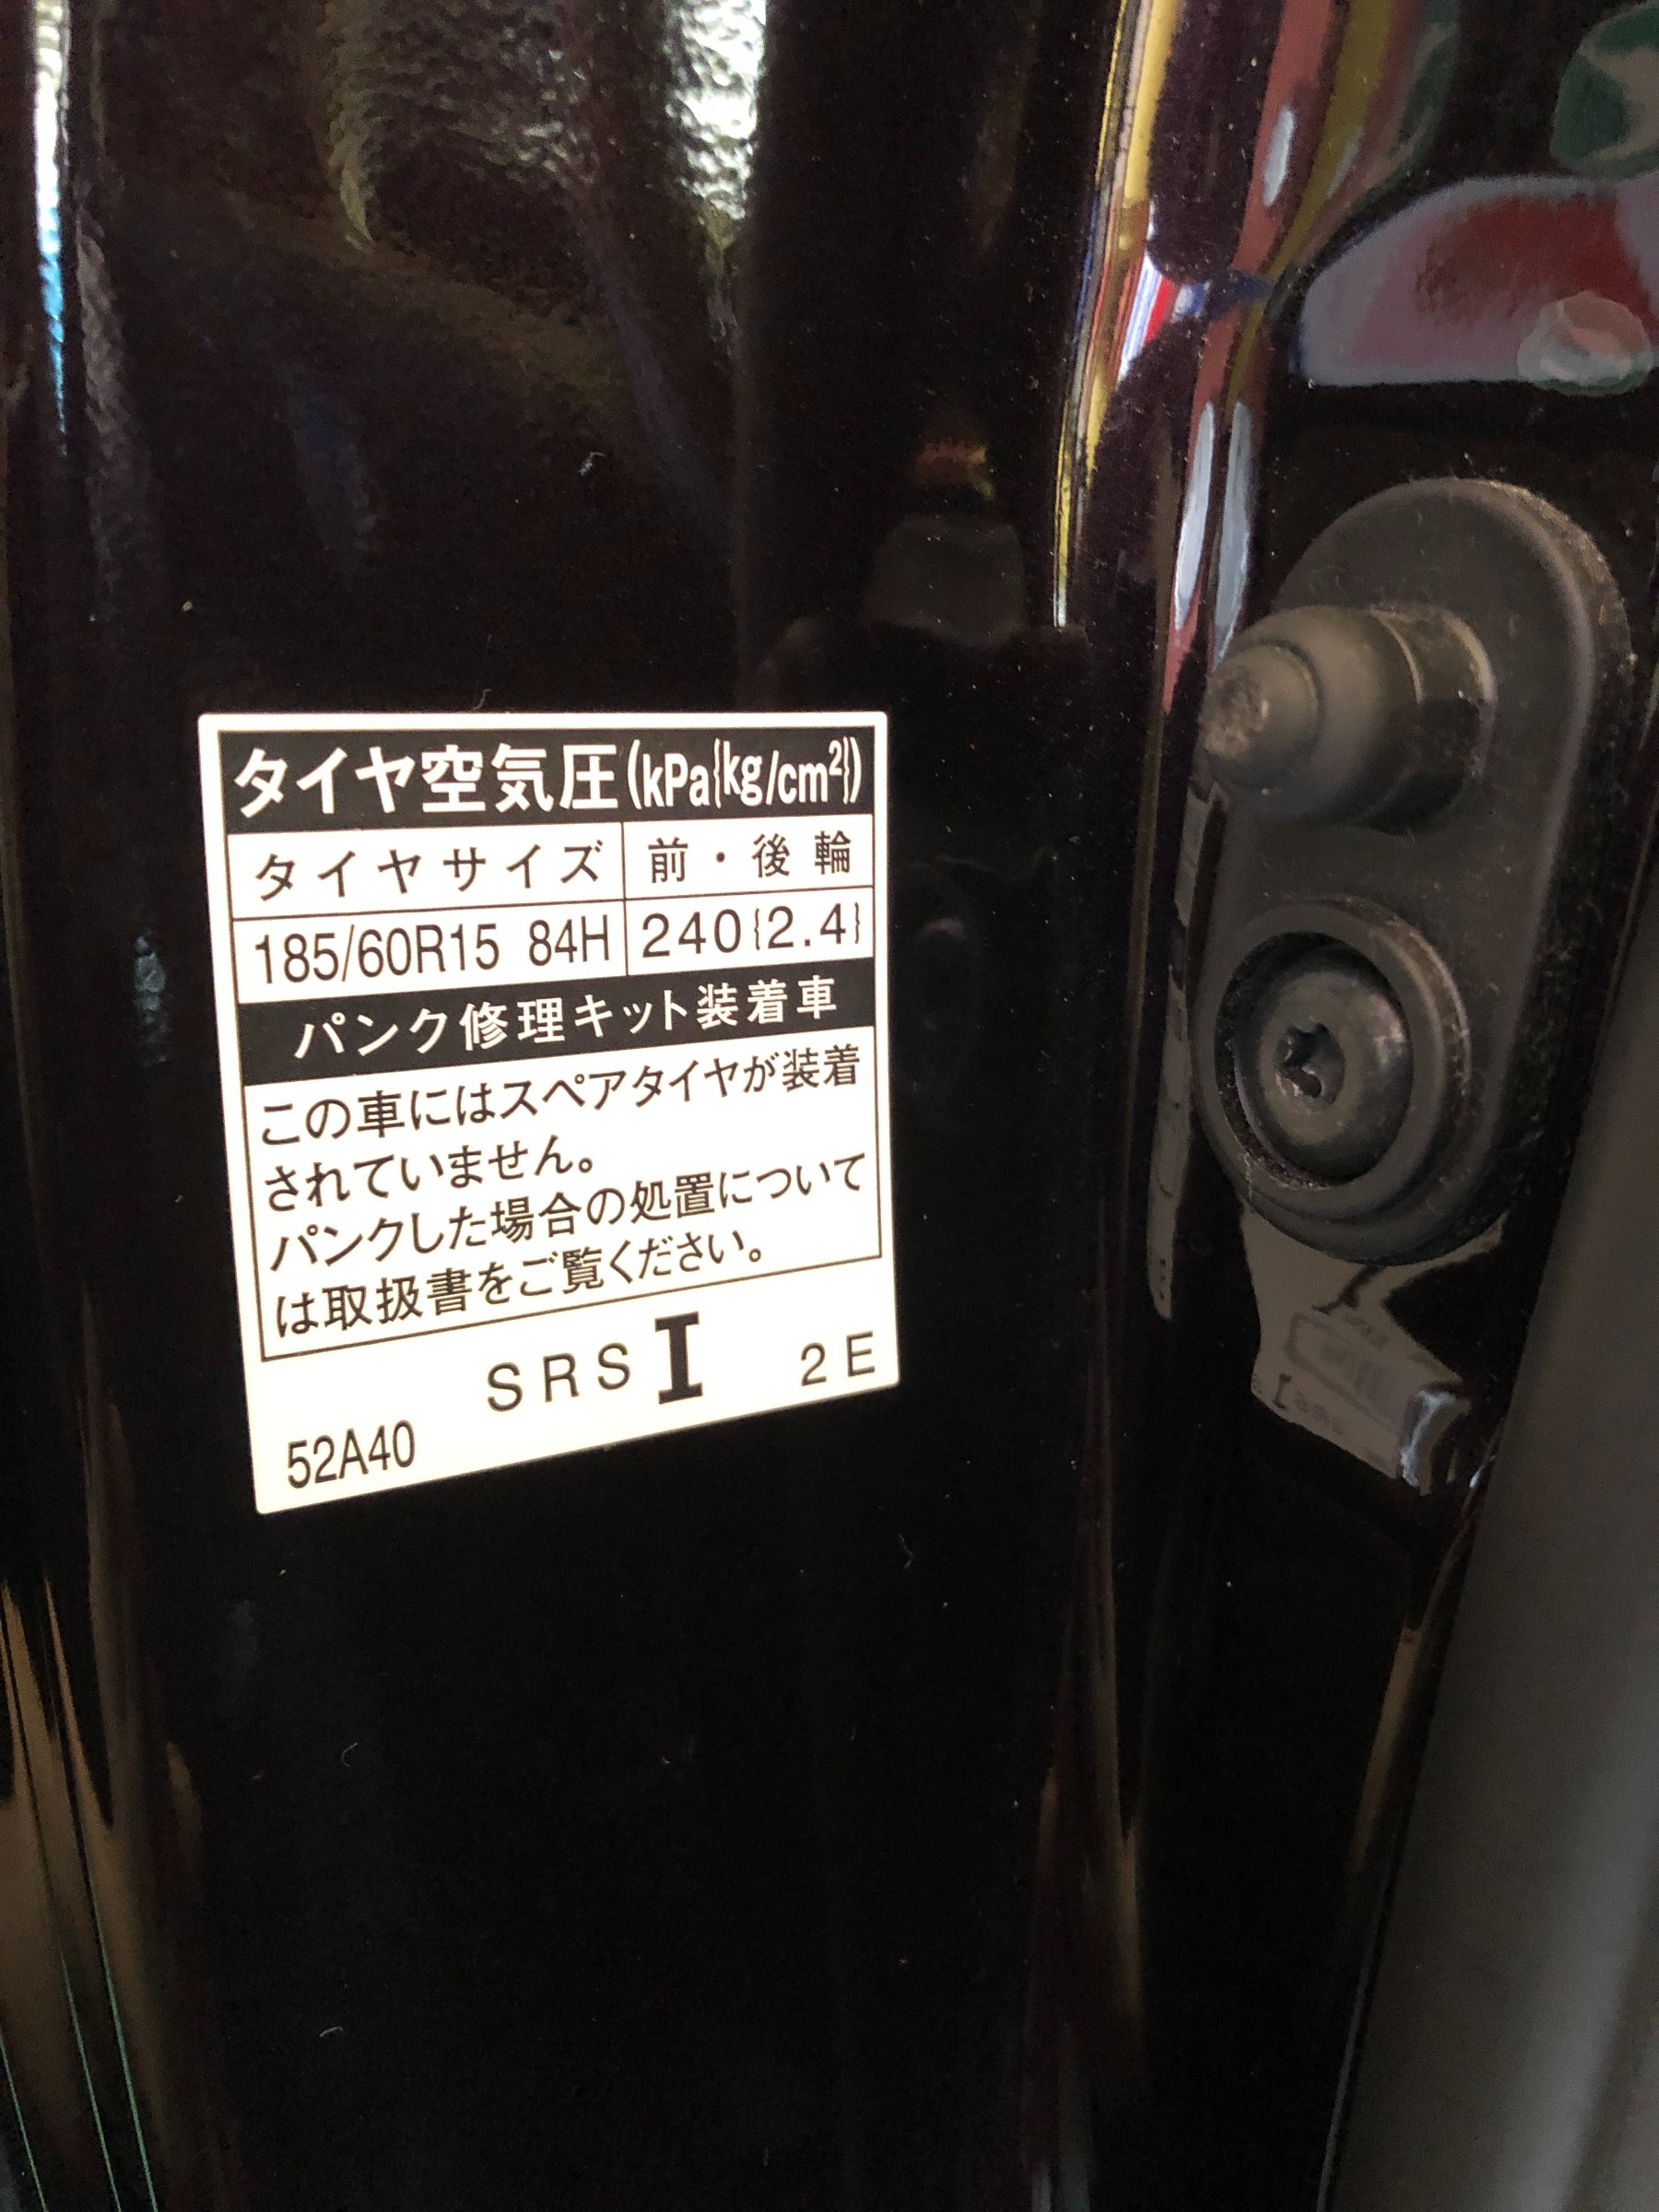 タイヤ空気圧(kPa{kg/cm²})
タイヤサイズ 前・後輪
185/60R15 84H 240{2.4}
パンク修理キット装着車
この車にはスペアタイヤが装着
されていません。
パンクした場合の処置について
は取扱書をご覧ください。
SRS I 2E
52A40